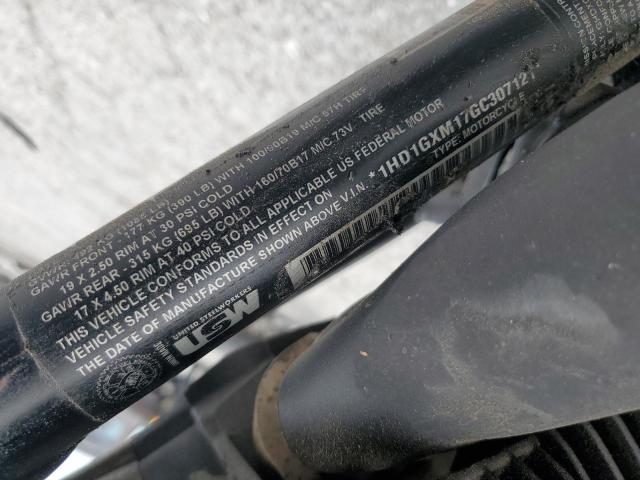 GAWR FRONT - 177 KG (390 LB) WITH 100/90B19 M/C 57H TIRE
19 X 2.50 RIM AT 30 PSI COLD
GAWR REAR - 315 KG (695 LB) WITH 160/70B17 M/C 73V. TIRE
17 X 4.50 RIM AT 40 PSI COLD
THIS VEHICLE CONFORMS TO ALL APPLICABLE US FEDERAL MOTOR
VEHICLE SAFETY STANDARDS IN EFFECT ON
THE DATE OF MANUFACTURE SHOWN ABOVE V.I.N. *1HD1GXM17GC307121
TYPE: MOTORCYCLE
UNITED STEELWORKERS
USW